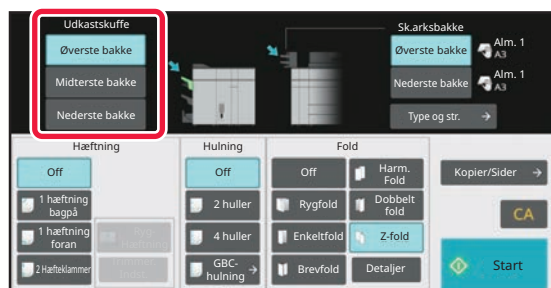 Udkastskuffe
Øverste bakke
Midterste bakke
Nederste bakke
Sk.arksbakke
Øverste bakke
Alm. 1
A3
Nederste bakke
Alm. 1
A3
Type og str.
Hæftning
Off
1 hæftning
bagpå
1 hæftning
foran
2 Hæfteklammer
Ryg
Hæftning
Hulning
Off
2 huller
4 huller
GBC-
hulning
Fold
Off
Harm.
Fold
Rygfold
Dobbelt
fold
Enkeltfold
Z-fold
Brevfold
Detaljer
Kopier/Sider
CA
Start